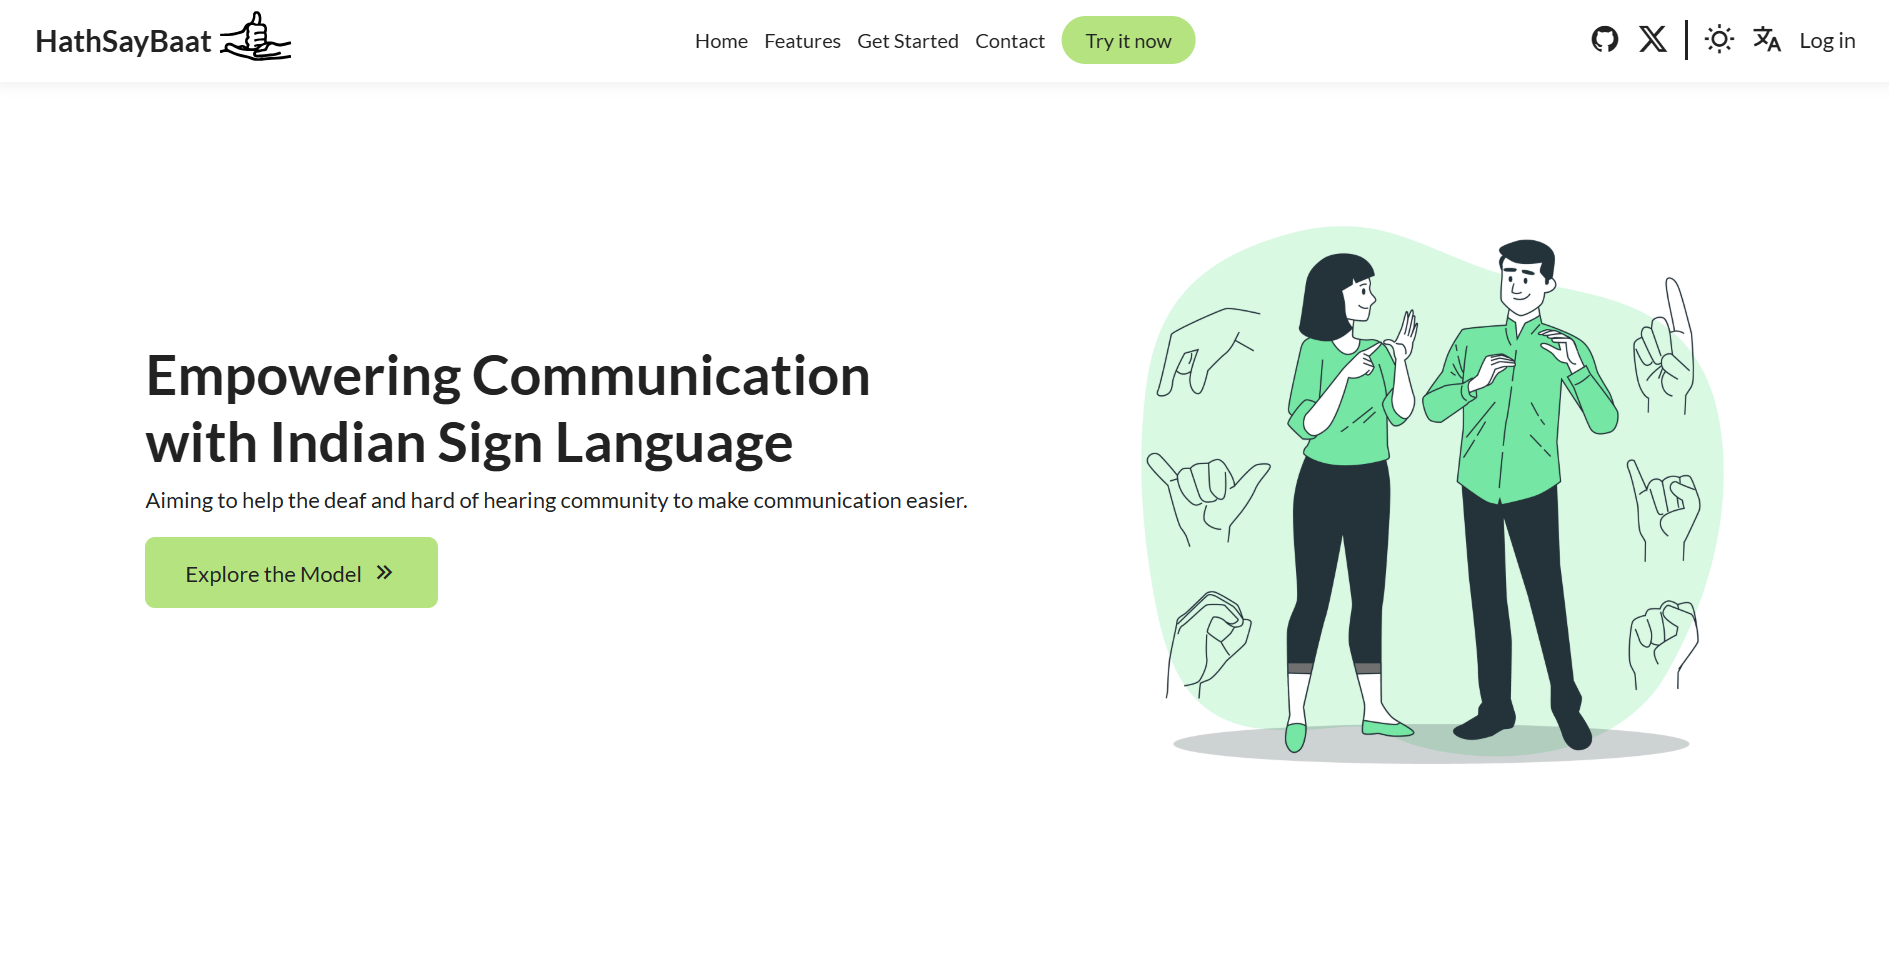 HathSayBaat
Home Features Get Started Contact Try it now
Log in
Empowering Communication
with Indian Sign Language
Aiming to help the deaf and hard of hearing community to make communication easier.
Explore the Model